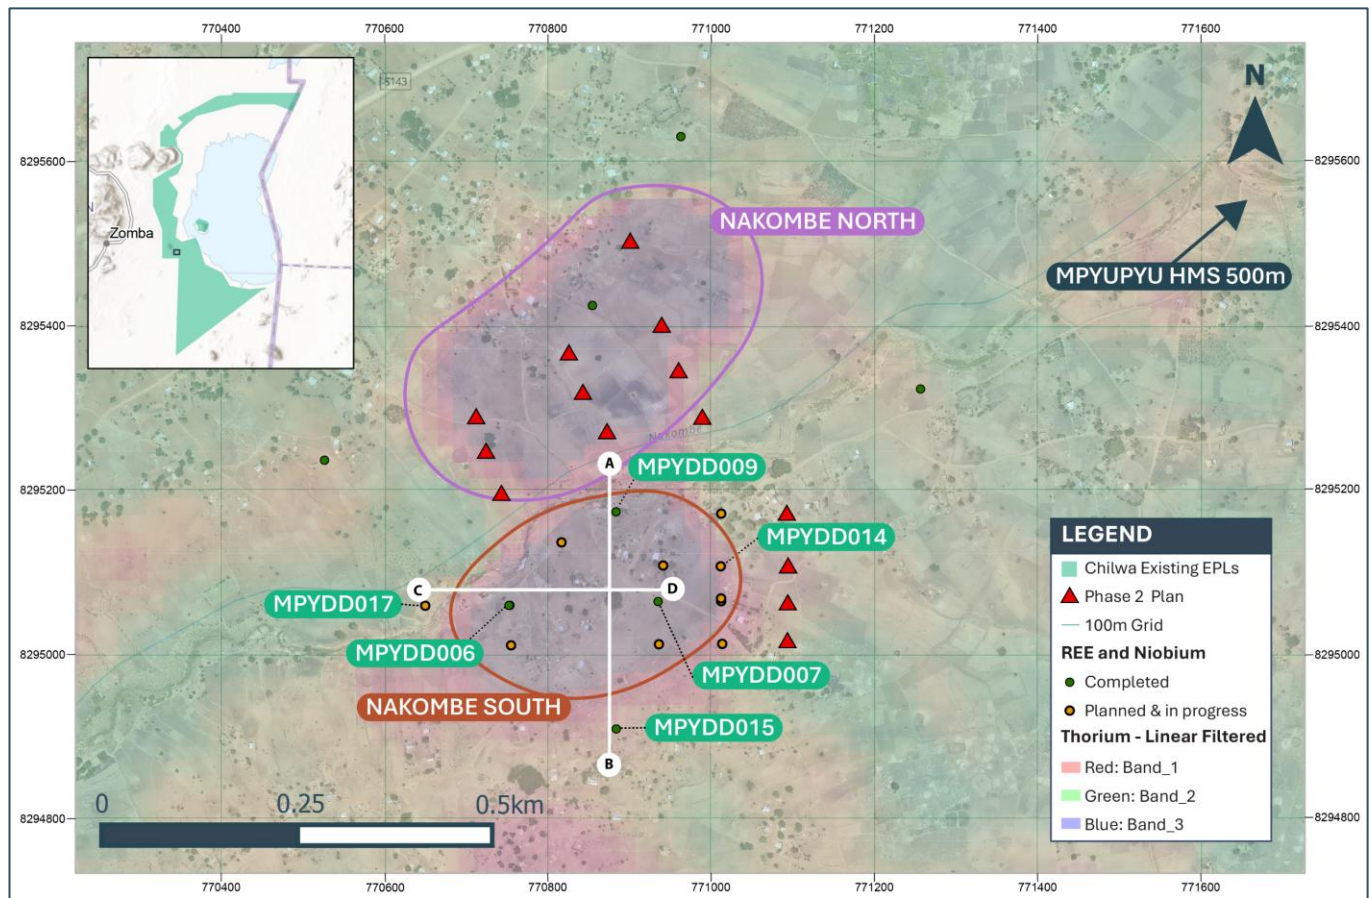 770400 770600 770800 771000 771200 771400 771600
S143
N
8295600 8295600
NAKOMBE NORTH
Zomba
MPYUPYU HMS 500m
8295400 8295400
Nakombe
A
MPYDD009
8295200 8295200
MPYDD014
LEGEND
Chilwa Existing EPLs
Phase 2 Plan
100m Grid
REE and Niobium
Completed
Planned & in progress
Thorium - Linear Filtered
Red: Band_1
Green: Band_2
Blue: Band_3
C
D
MPYDD017
MPYDD006
8295000 8295000
MPYDD007
NAKOMBE SOUTH
MPYDD015
B
0 0.25 0.5km
8294800 8294800
770400 770600 770800 771000 771200 771400 771600